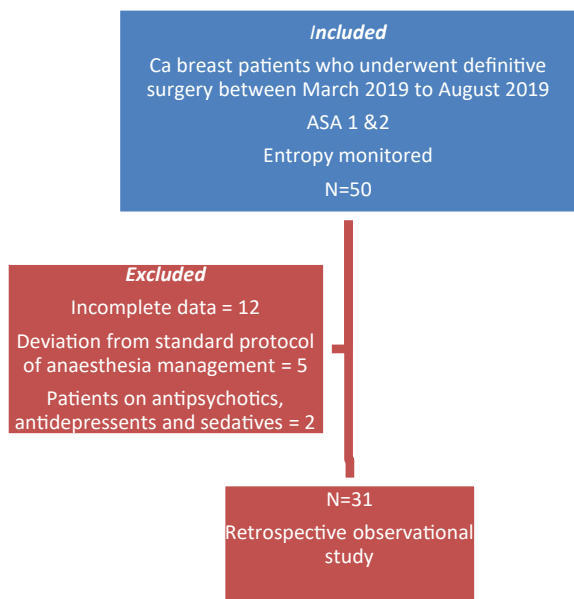 Included
Ca breast patients who underwent definitive
surgery between March 2019 to August 2019
ASA 1 &2
Entropy monitored
N=50
Excluded
Incomplete data = 12
Deviation from standard protocol
of anaesthesia management = 5
Patients on antipsychotics,
antidepressents and sedatives = 2
N=31
Retrospective observational
study